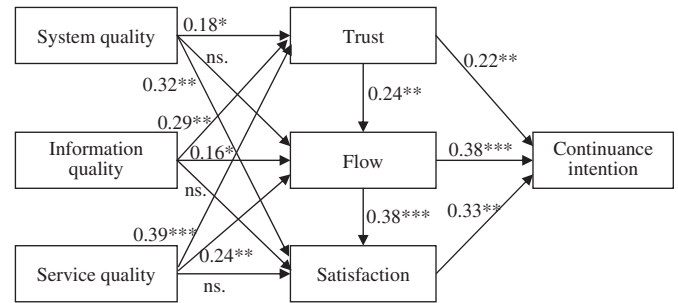 0.18*
System quality
Trust
ns.
0.22**
0.32**
0.24**
0.29**
Information
quality
0.16*
Flow
0.38***
Continuance
intention
ns.
0.38***
0.33**
0.39***
0.24**
Service quality
ns.
Satisfaction